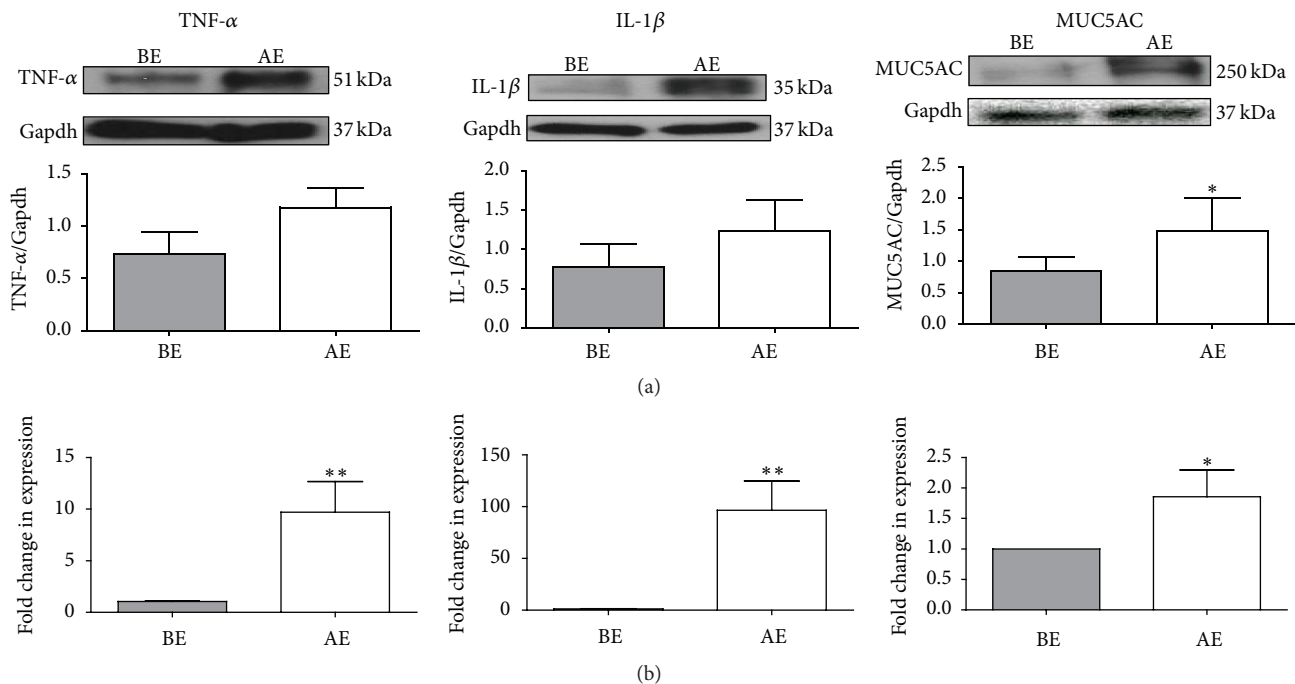 TNF-α
BE AE
TNF-α 51 kDa
Gapdh 37 kDa
1.5
1.0
0.5
0.0
TNF-α/Gapdh
BE AE
IL-1β
BE AE
IL-1β 35 kDa
Gapdh 37 kDa
2.0
1.5
1.0
0.5
0.0
IL-1β/Gapdh
BE AE
MUC5AC
BE AE
MUC5AC 250 kDa
Gapdh 37 kDa
2.5
2.0
1.5
1.0
0.5
0.0
MUC5AC/Gapdh
*
BE AE
(a)
15
10
5
0
Fold change in expression
**
BE AE
150
100
50
0
Fold change in expression
**
BE AE
2.5
2.0
1.5
1.0
0.5
0.0
Fold change in expression
*
BE AE
(b)